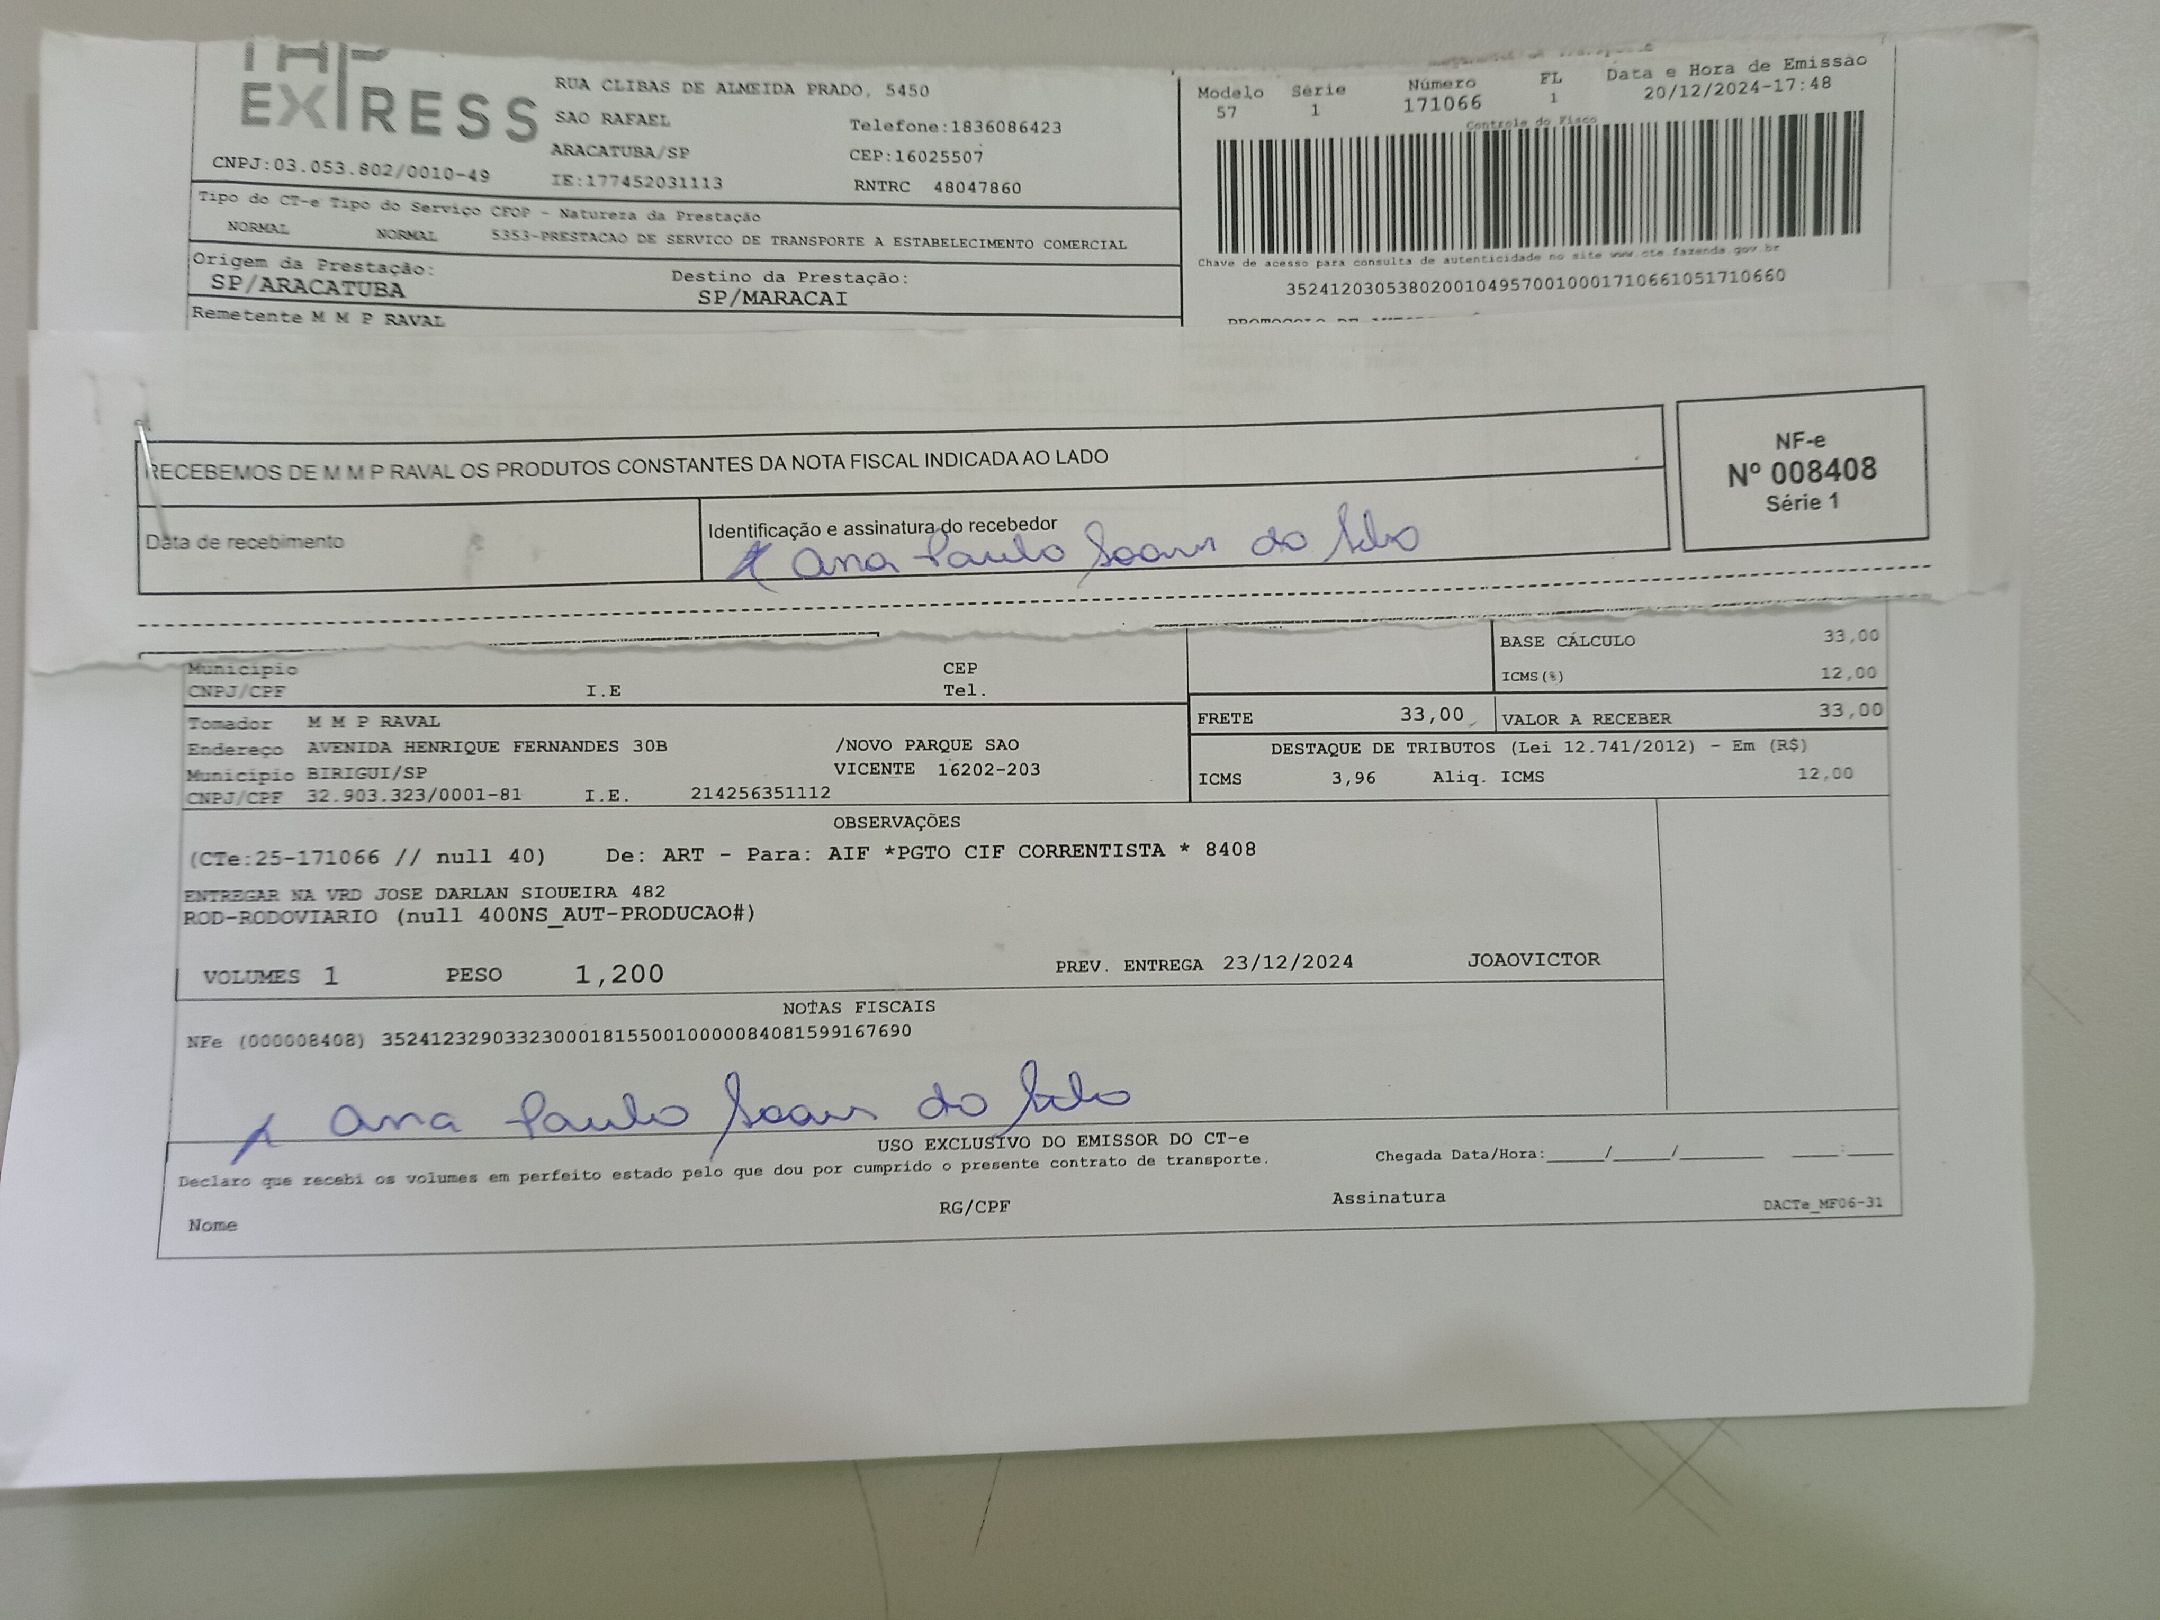 EXPRESS
RUA CLIBAS DE ALMEIDA PRADO, 5450
SAO RAFAEL
Telefone:1836086423
ARACATUBA/SP
CEP:16025507
CNPJ:03.053.802/0010-49
IE:177452031113
RNTRC 48047860
Modelo Série Número FL Data e Hora de Emissão
57 1 171066 1 20/12/2024-17:48
Controle do Fisco
Tipo do CT-e Tipo do Serviço CFOP - Natureza da Prestação
NORMAL NORMAL 5353-PRESTACAO DE SERVICO DE TRANSPORTE A ESTABELECIMENTO COMERCIAL
Chave de acesso para consulta de autenticidade no site www.cte.fazenda.gov.br
35241203053802001049570010001710661051710660
Origem da Prestação: Destino da Prestação:
SP/ARACATUBA SP/MARACAI
Remetente M M P RAVAL
RECEBEMOS DE M M P RAVAL OS PRODUTOS CONSTANTES DA NOTA FISCAL INDICADA AO LADO
NF-e
Nº 008408
Série 1
Data de recebimento
Identificação e assinatura do recebedor
Ana Paula Soares da
Município CEP
CNPJ/CPF I.E Tel.
BASE CÁLCULO 33,00
ICMS(%) 12,00
FRETE 33,00 VALOR A RECEBER 33,00
Tomador M M P RAVAL
Endereço AVENIDA HENRIQUE FERNANDES 30B /NOVO PARQUE SAO
Município BIRIGUI/SP VICENTE 16202-203
CNPJ/CPF 32.903.323/0001-81 I.E. 214256351112
DESTAQUE DE TRIBUTOS (Lei 12.741/2012) - Em (R$)
ICMS 3,96 Aliq. ICMS 12,00
OBSERVAÇÕES
(CTe:25-171066 // null 40) De: ART - Para: AIF *PGTO CIF CORRENTISTA * 8408
ENTREGAR NA VRD JOSE DARLAN SIQUEIRA 482
ROD-RODOVIARIO (null 400NS_AUT-PRODUCAO#)
VOLUMES 1 PESO 1,200 PREV. ENTREGA 23/12/2024 JOAOVICTOR
NOTAS FISCAIS
NFe (000008408) 35241232903323000181550010000084081599167690
Ana Paula Soares da
USO EXCLUSIVO DO EMISSOR DO CT-e
Declaro que recebi os volumes em perfeito estado pelo que dou por cumprido o presente contrato de transporte.
Chegada Data/Hora:_____/_____/_______ ____:____
Nome RG/CPF Assinatura
DACTe_MF06-31